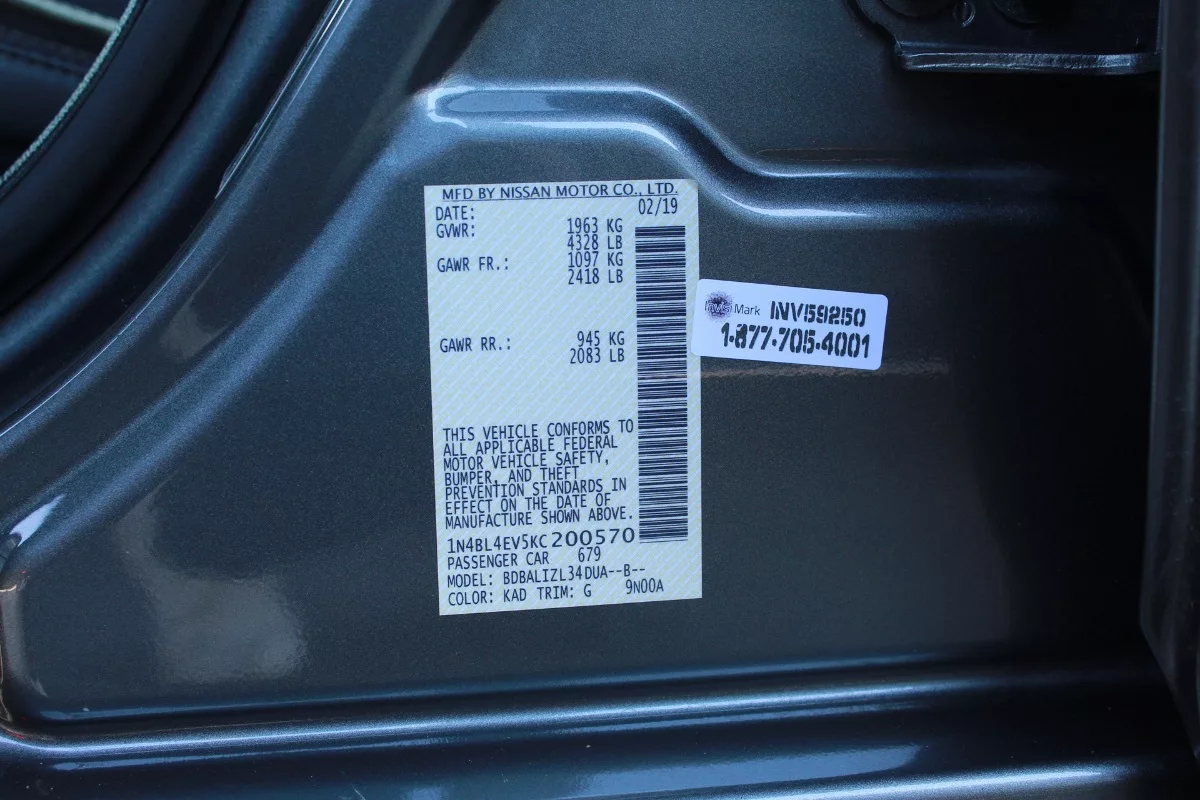 MFD BY NISSAN MOTOR CO., LTD.
DATE: 02/19
GVWR: 1963 KG
4328 LB
GAWR FR.: 1097 KG
2418 LB
GAWR RR.: 945 KG
2083 LB
THIS VEHICLE CONFORMS TO
ALL APPLICABLE FEDERAL
MOTOR VEHICLE SAFETY,
BUMPER, AND THEFT
PREVENTION STANDARDS IN
EFFECT ON THE DATE OF
MANUFACTURE SHOWN ABOVE.
1N4BL4EV5KC200570
PASSENGER CAR 679
MODEL: BDBALIZL34DUA--B--
COLOR: KAD TRIM: G 9N00A
Mark INV59250
1-877-705-4001